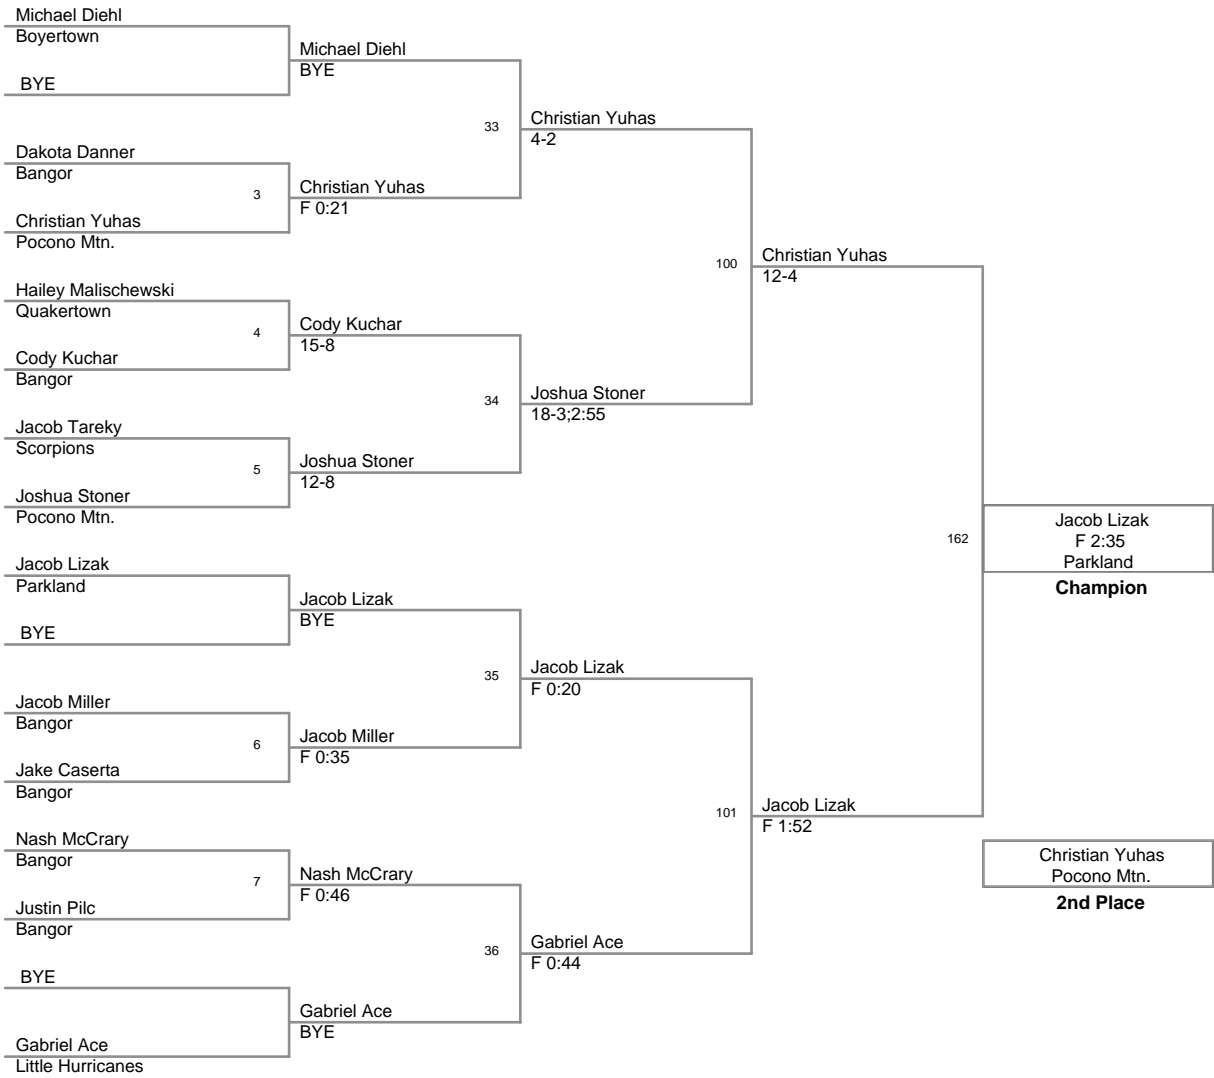 Michael Diehl
Boyertown
BYE
Michael Diehl
BYE
33
Christian Yuhas
4-2
Dakota Danner
Bangor
3
Christian Yuhas
F 0:21
Christian Yuhas
Pocono Mtn.
100
Christian Yuhas
12-4
Hailey Malischewski
Quakertown
4
Cody Kuchar
15-8
Cody Kuchar
Bangor
34
Joshua Stoner
18-3;2:55
Jacob Tareky
Scorpions
5
Joshua Stoner
12-8
Joshua Stoner
Pocono Mtn.
162
Jacob Lizak
F 2:35
Parkland
Champion
Jacob Lizak
Parkland
BYE
Jacob Lizak
BYE
35
Jacob Lizak
F 0:20
Jacob Miller
Bangor
6
Jacob Miller
F 0:35
Jake Caserta
Bangor
101
Jacob Lizak
F 1:52
Nash McCrary
Bangor
7
Nash McCrary
F 0:46
Justin Pilc
Bangor
Christian Yuhas
Pocono Mtn.
2nd Place
36
Gabriel Ace
F 0:44
BYE
Gabriel Ace
BYE
Gabriel Ace
Little Hurricanes